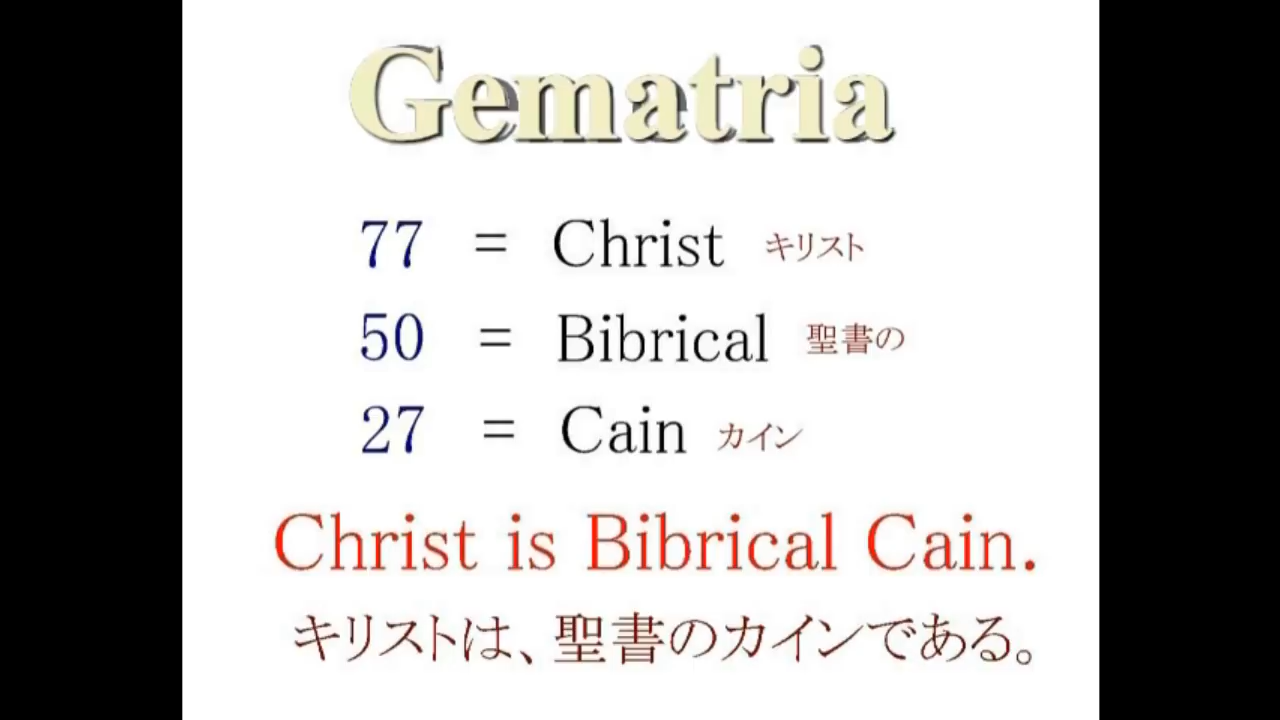 Gematria
77 = Christ キリスト
50 = Bibrical 聖書の
27 = Cain カイン
Christ is Bibrical Cain.
キリストは、聖書のカインである。